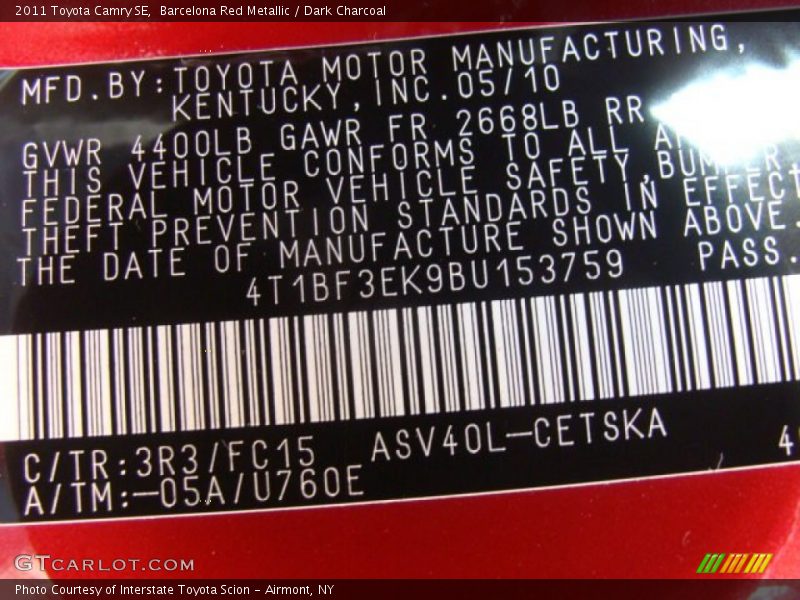 2011 Toyota Camry SE,  Barcelona Red Metallic / Dark Charcoal
MFD.BY:TOYOTA MOTOR MANUFACTURING,
KENTUCKY,INC.05/10
GVWR 4400LB GAWR FR 2668LB RR
THIS VEHICLE CONFORMS TO ALL
FEDERAL MOTOR VEHICLE SAFETY,BUMPER,
THEFT PREVENTION STANDARDS IN EFFECT
THE DATE OF MANUFACTURE SHOWN ABOVE.
4T1BF3EK9BU153759 PASS.
C/TR:3R3/FC15 ASV40L-CETSKA
A/TM:-05A/U760E
GTCARLOT.COM
Photo Courtesy of Interstate Toyota Scion - Airmont, NY